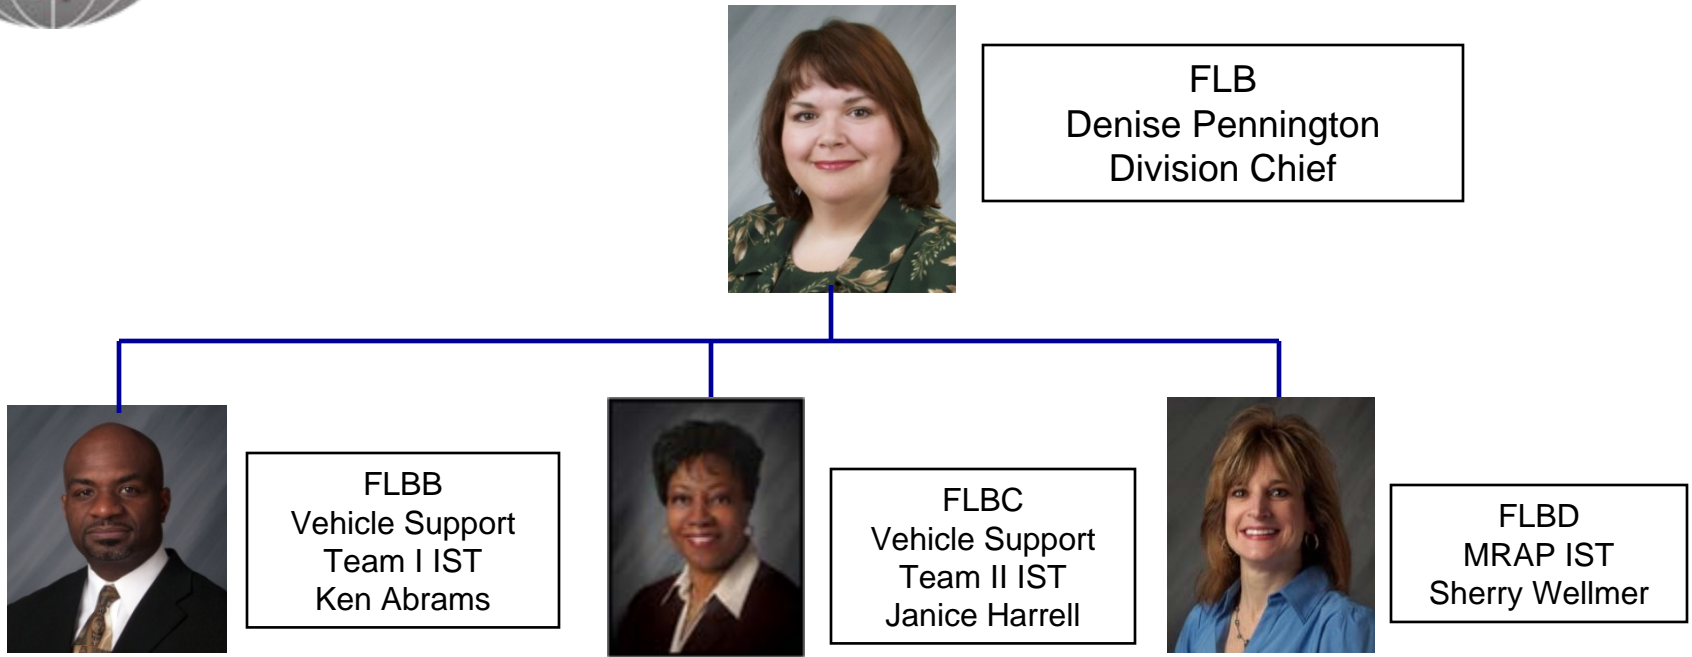 FLB
Denise Pennington
Division Chief
FLBB
Vehicle Support
Team I IST
Ken Abrams
FLBC
Vehicle Support
Team II IST
Janice Harrell
FLBD
MRAP IST
Sherry Wellmer